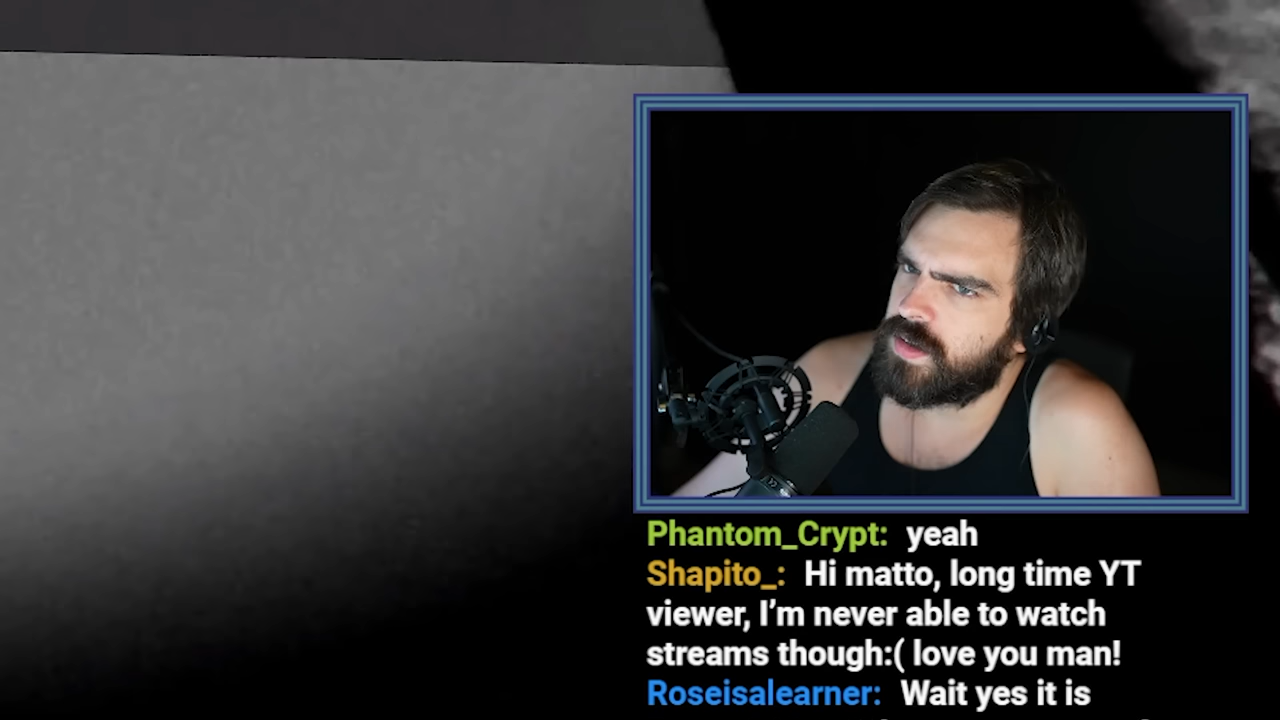 Phantom_Crypt: yeah
Shapito_: Hi matto, long time YT
viewer, I'm never able to watch
streams though:( love you man!
Roseisalearner: Wait yes it is